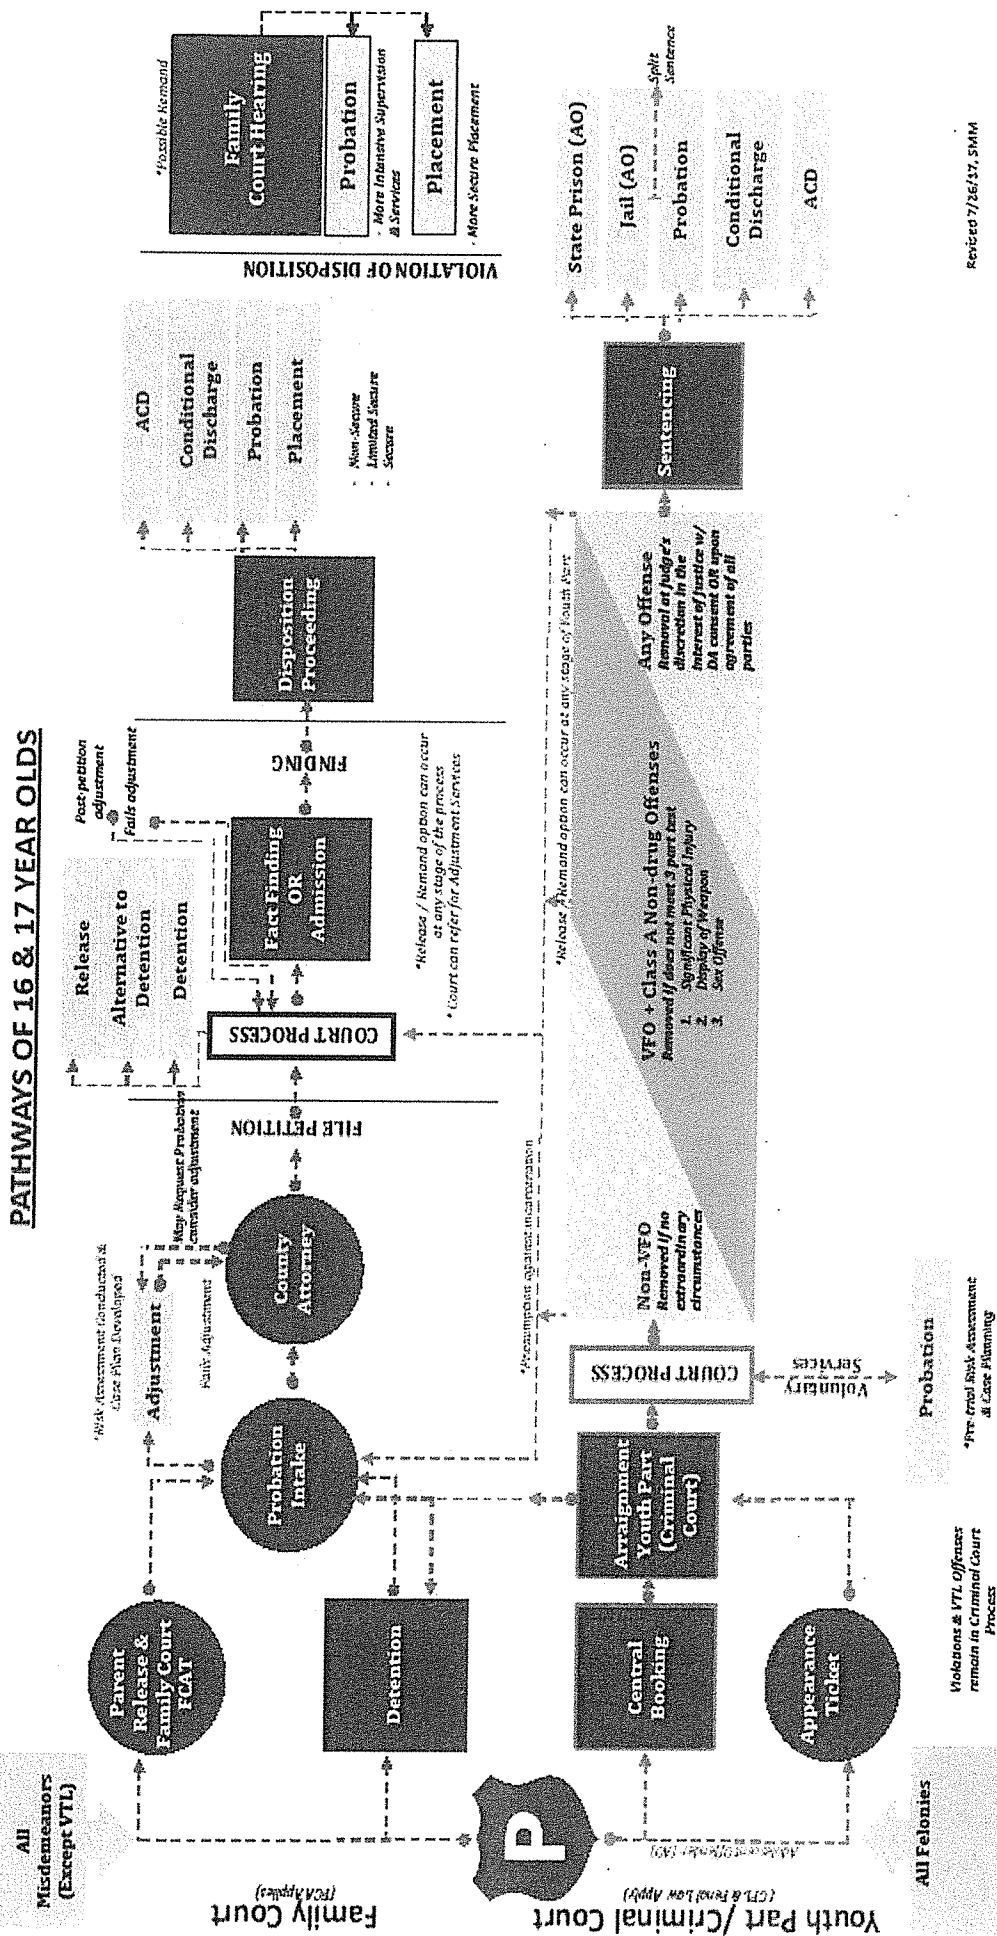 PATHWAYS OF 16 & 17 YEAR OLDS
All
Misdemeanors
(Except VTL)
Family Court
(FCA Applies)
Youth Part /Criminal Court
(CPL & Penal Law Apply)
All Felonies
P
Adolescent Offender (AO)
Parent
Release &
Family Court
FCAT
Detention
Central
Booking
Appearance
Ticket
Violations & VTL Offenses
remain in Criminal Court
Process
Probation
Intake
Arraignment
Youth Part
(Criminal
Court)
*Risk Assessment Conducted &
Case Plan Developed
Adjustment
Fails Adjustment
May Request Probation
consider adjustment
County
Attorney
FILE PETITION
*Presumption against incarceration
COURT PROCESS
Voluntary
Services
Probation
*Pre-trial Risk Assessment
& Case Planning
Release
Alternative to
Detention
Detention
COURT PROCESS
Post-petition
adjustment
Fails adjustment
Fact Finding
OR
Admission
*Release / Remand option can occur
at any stage of the process
* Court can refer for Adjustment Services
FINDING
Disposition
Proceeding
ACD
Conditional
Discharge
Probation
Placement
- Non-Secure
- Limited Secure
- Secure
VIOLATION OF DISPOSITION
*Possible Remand
Family
Court Hearing
Probation
- More Intensive Supervision
& Services
Placement
- More Secure Placement
*Release / Remand option can occur at any stage of Youth Part
Non-VFO
Removed if no
extraordinary
circumstances
VFO + Class A Non-drug Offenses
Removed if does not meet 3 part test
1. Significant Physical Injury
2. Display of Weapon
3. Sex Offense
Any Offense
Removal at judge's
discretion in the
interest of justice w/
DA consent OR upon
agreement of all
parties
Sentencing
State Prison (AO)
Jail (AO)
Split
Sentence
Probation
Conditional
Discharge
ACD
Revised 7/26/17, SMM